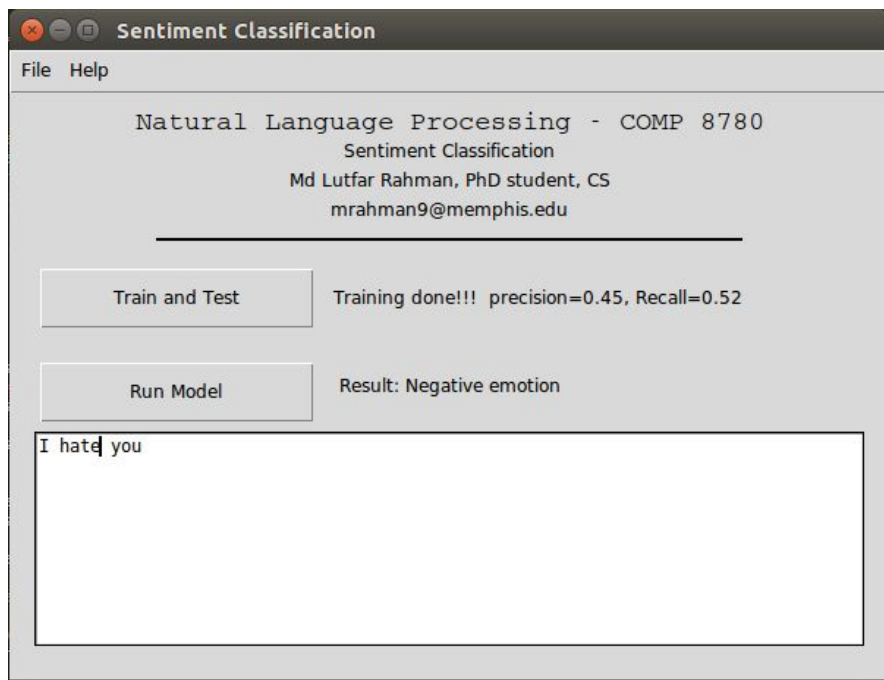 Sentiment Classification
File Help
Natural Language Processing - COMP 8780
Sentiment Classification
Md Lutfar Rahman, PhD student, CS
mrahman9@memphis.edu
Train and Test
Training done!!! precision=0.45, Recall=0.52
Run Model
Result: Negative emotion
I hate you